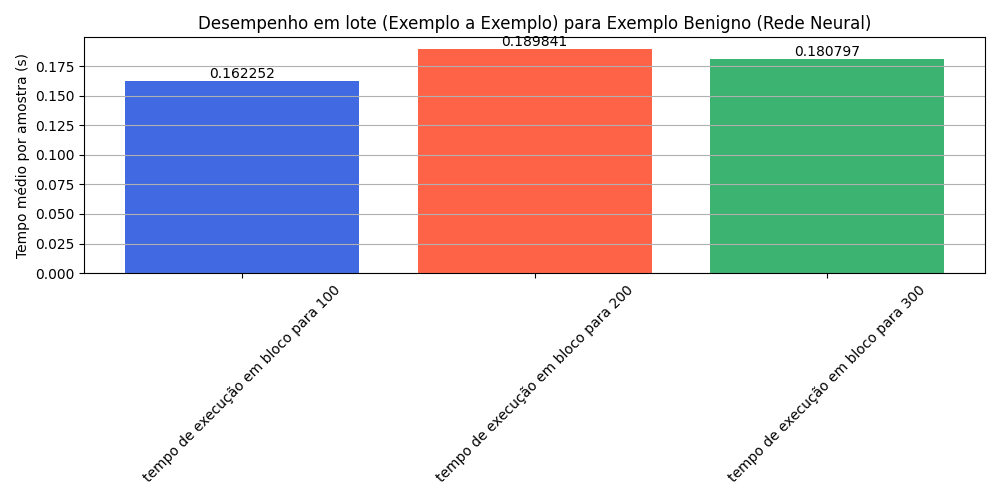 Desempenho em lote (Exemplo a Exemplo) para Exemplo Benigno (Rede Neural)
Tempo médio por amostra (s)
0.175
0.150
0.125
0.100
0.075
0.050
0.025
0.000
0.162252
0.189841
0.180797
tempo de execução em bloco para 100
tempo de execução em bloco para 200
tempo de execução em bloco para 300